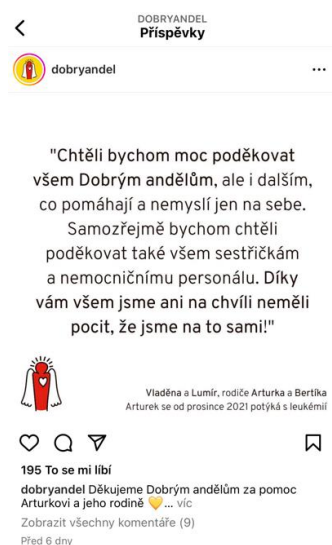 DOBRYANDEL
Příspěvky
dobryandel
"Chtěli bychom moc poděkovat
všem Dobrým andělům, ale i dalším,
co pomáhají a nemyslí jen na sebe.
Samozřejmě bychom chtěli
poděkovat také všem sestřičkám
a nemocničnímu personálu. Díky
vám všem jsme ani na chvíli neměli
pocit, že jsme na to sami!"
Vladěna a Lumír, rodiče Arturka a Bertíka
Arturek se od prosince 2021 potýká s leukémií
195 To se mi líbí
dobryandel Děkujeme Dobrým andělům za pomoc
Arturkovi a jeho rodině 💛... víc
Zobrazit všechny komentáře (9)
Před 6 dny